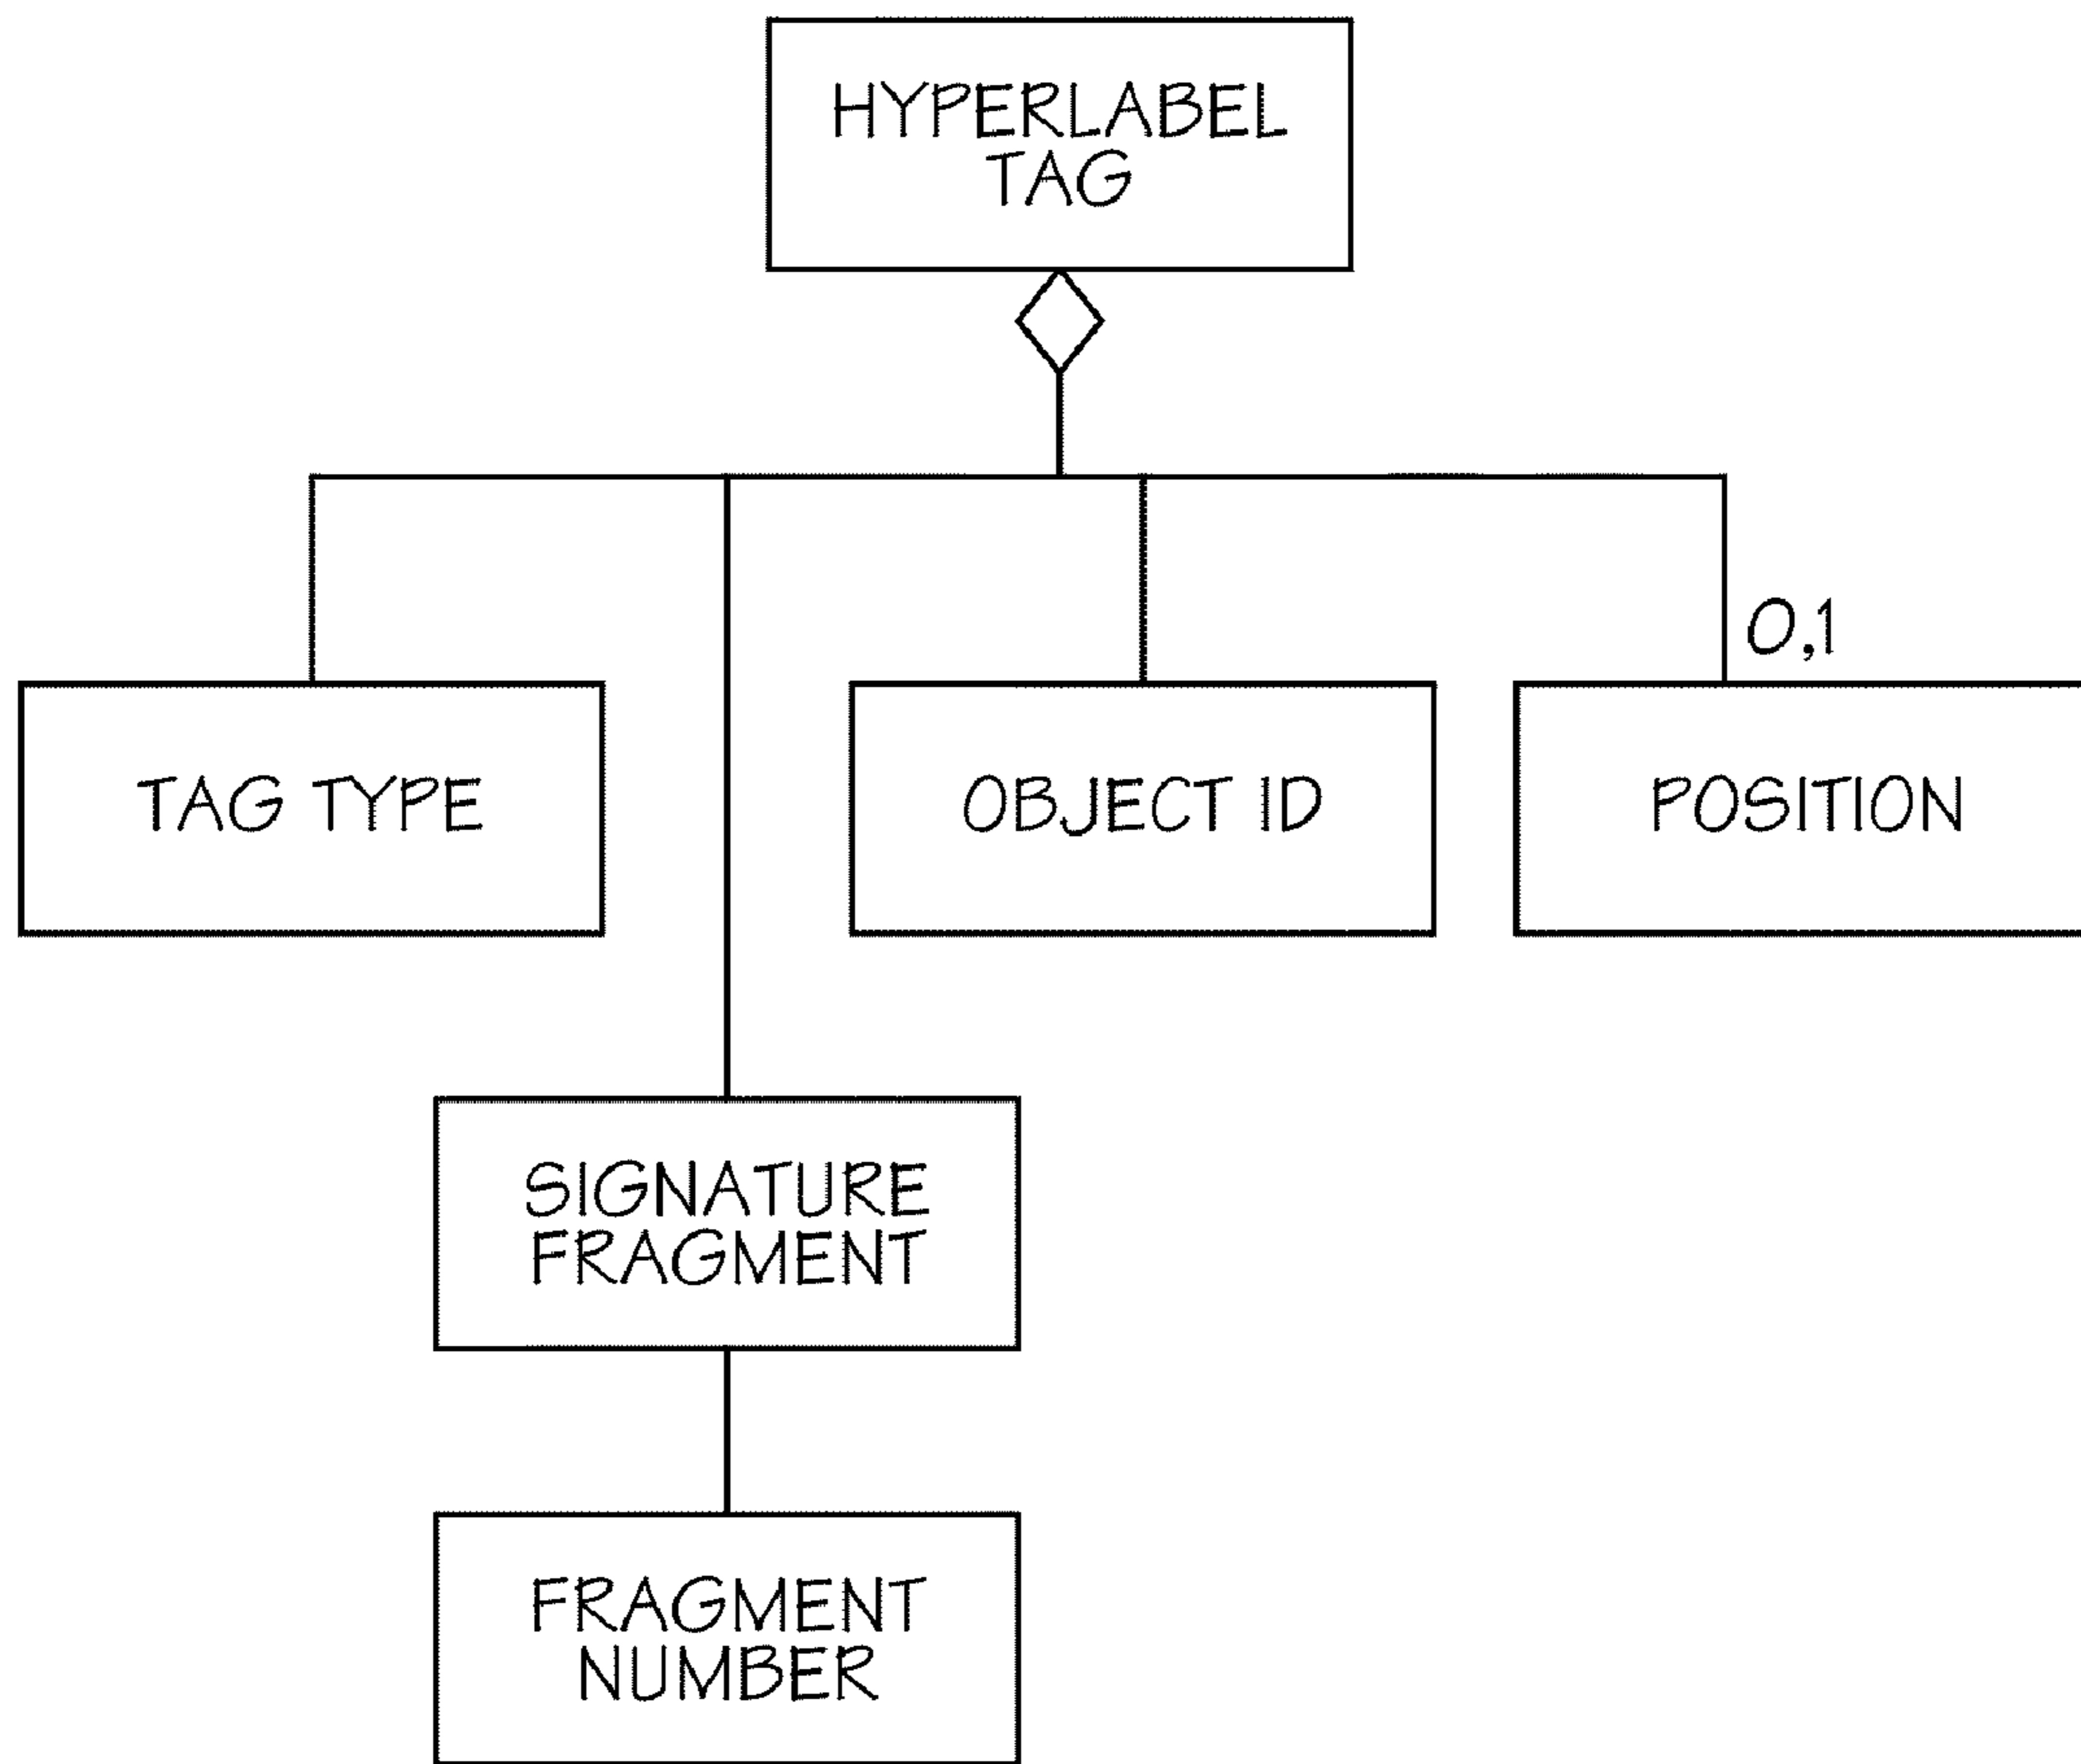 HYPERLABEL
TAG
0,1
TAG TYPE
OBJECT ID
POSITION
SIGNATURE
FRAGMENT
FRAGMENT
NUMBER